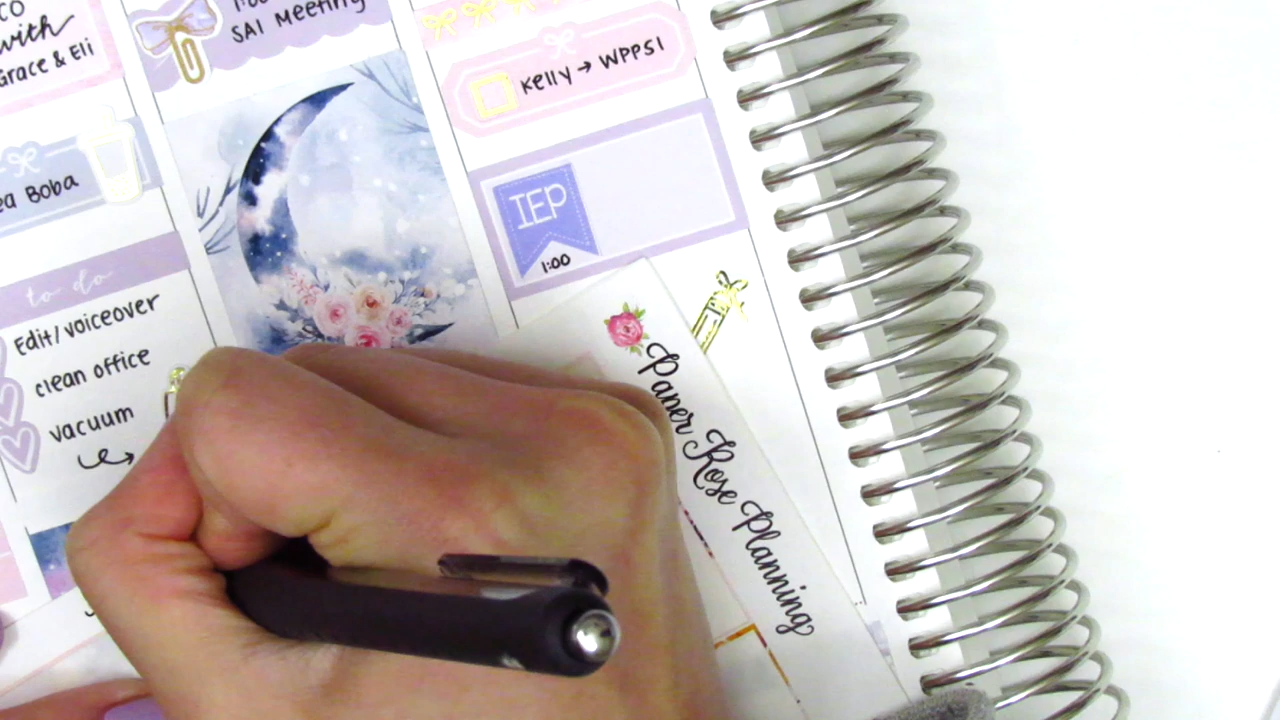 CO
with
Grace & Eli
SAI Meeting
Kelly → WPPSI
ea Boba
IEP
1:00
to do
Edit/voiceover
clean office
vacuum
Paper Rose Planning